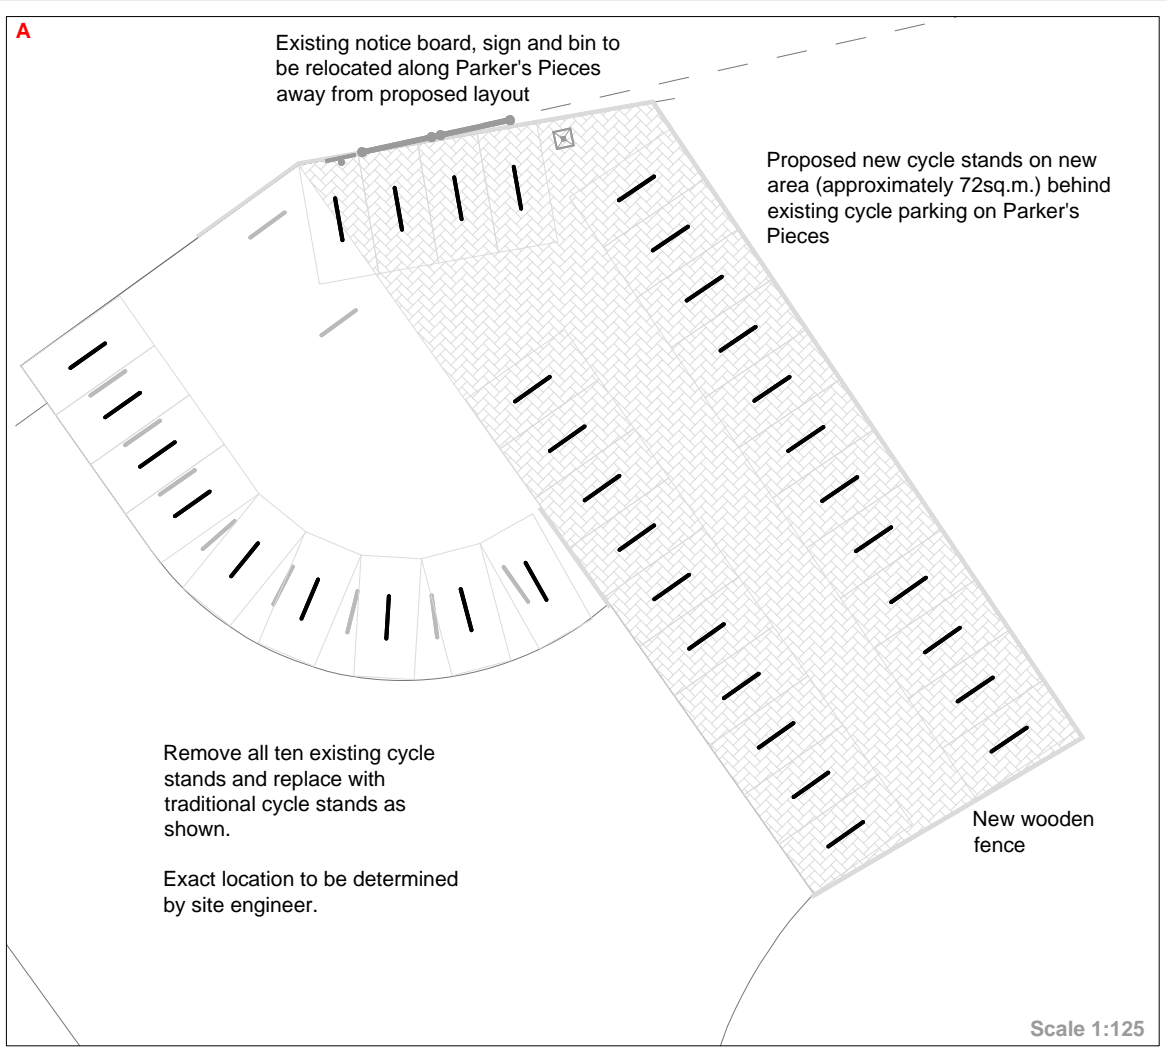 A
Existing notice board, sign and bin to
be relocated along Parker's Pieces
away from proposed layout
Proposed new cycle stands on new
area (approximately 72sq.m.) behind
existing cycle parking on Parker's
Pieces
Remove all ten existing cycle
stands and replace with
traditional cycle stands as
shown.
Exact location to be determined
by site engineer.
New wooden
fence
Scale 1:125